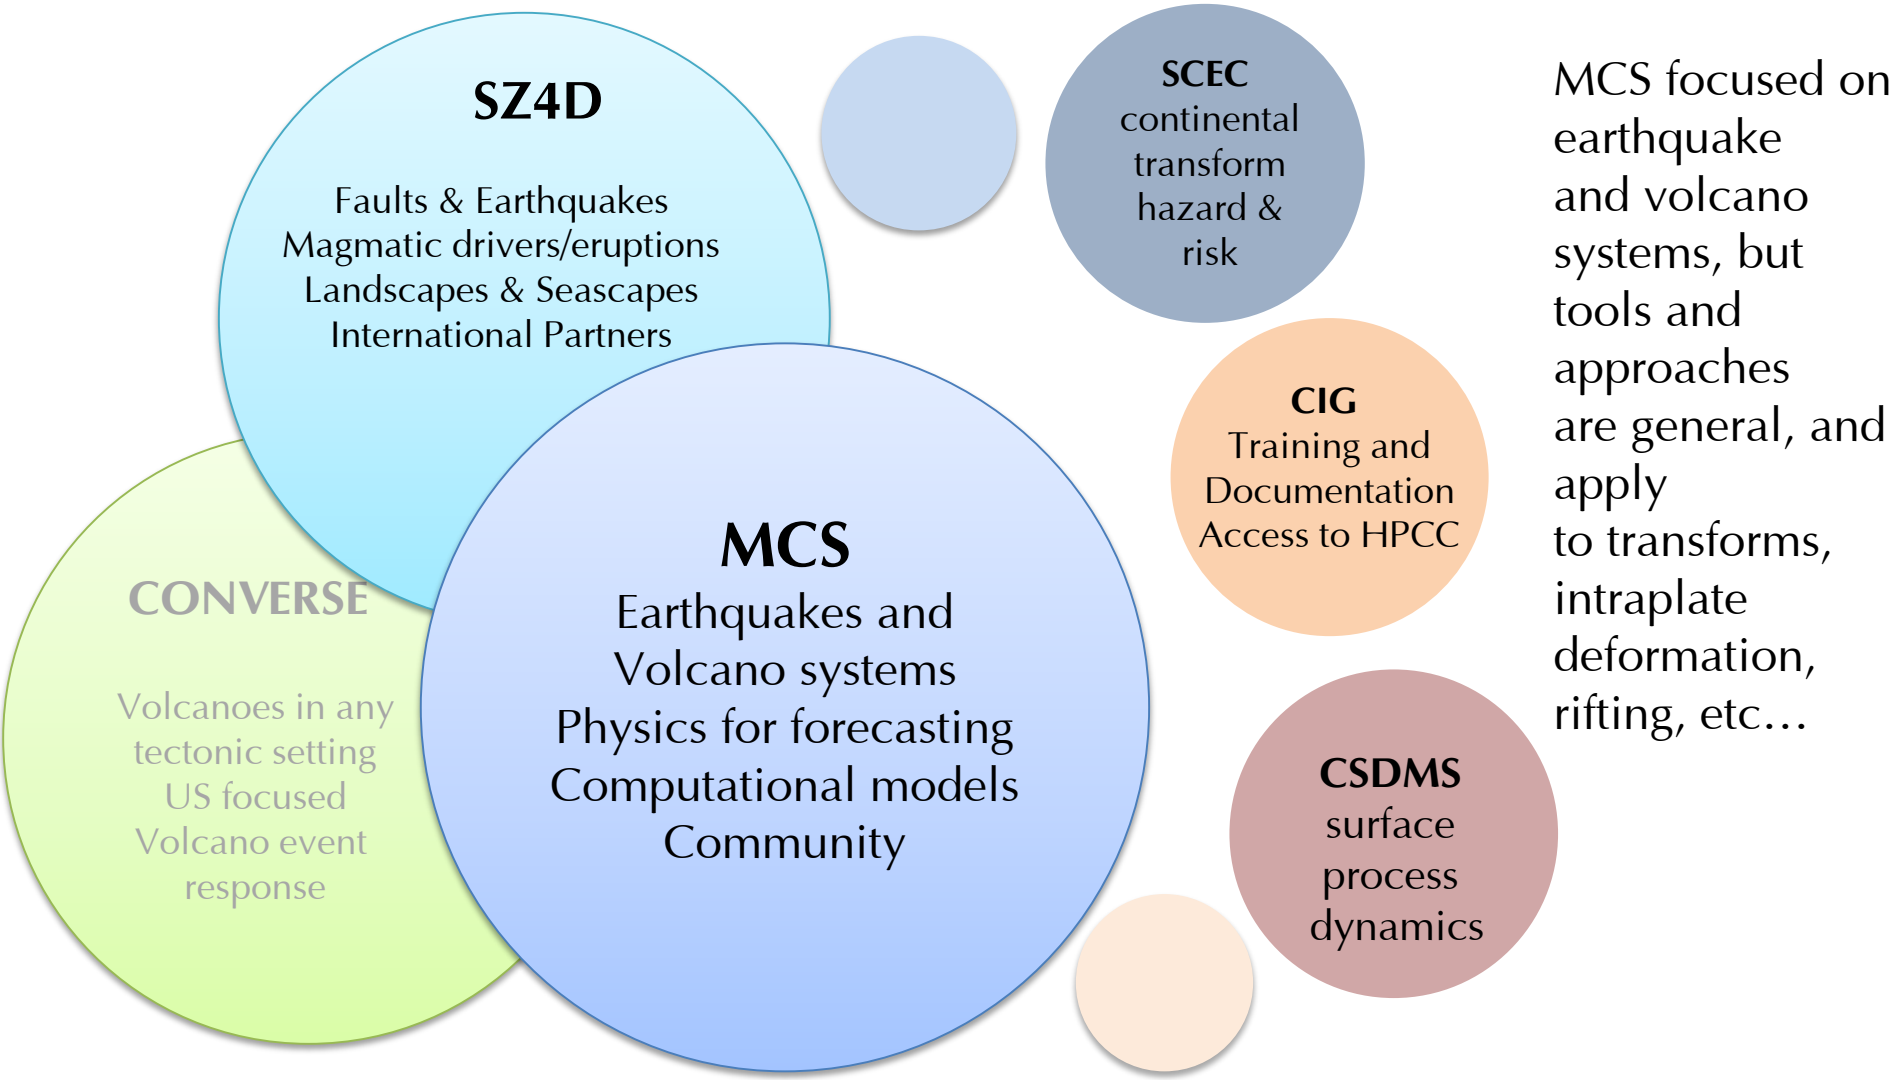 SZ4D
Faults & Earthquakes
Magmatic drivers/eruptions
Landscapes & Seascapes
International Partners
CONVERSE
Volcanoes in any
tectonic setting
US focused
Volcano event
response
MCS
Earthquakes and
Volcano systems
Physics for forecasting
Computational models
Community
SCEC
continental
transform
hazard &
risk
CIG
Training and
Documentation
Access to HPCC
CSDMS
surface
process
dynamics
MCS focused on
earthquake
and volcano
systems, but
tools and
approaches
are general, and
apply
to transforms,
intraplate
deformation,
rifting, etc…